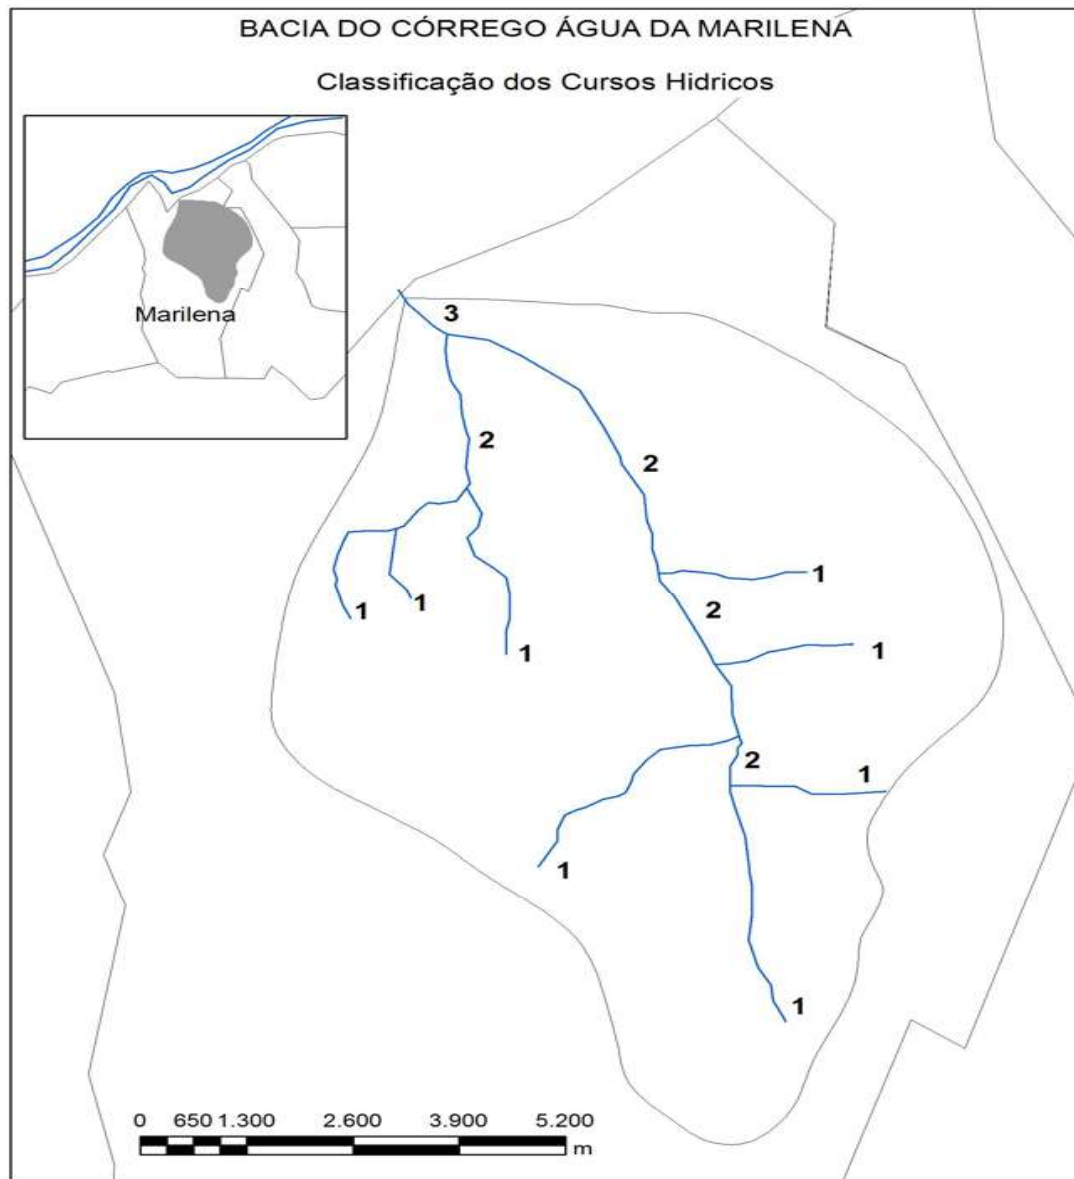 BACIA DO CÓRREGO ÁGUA DA MARILENA
Classificação dos Cursos Hidricos
Marilena
3
2
2
1
1
1
2
1
1
1
2
1
1
1
0 650 1.300 2.600 3.900 5.200
m